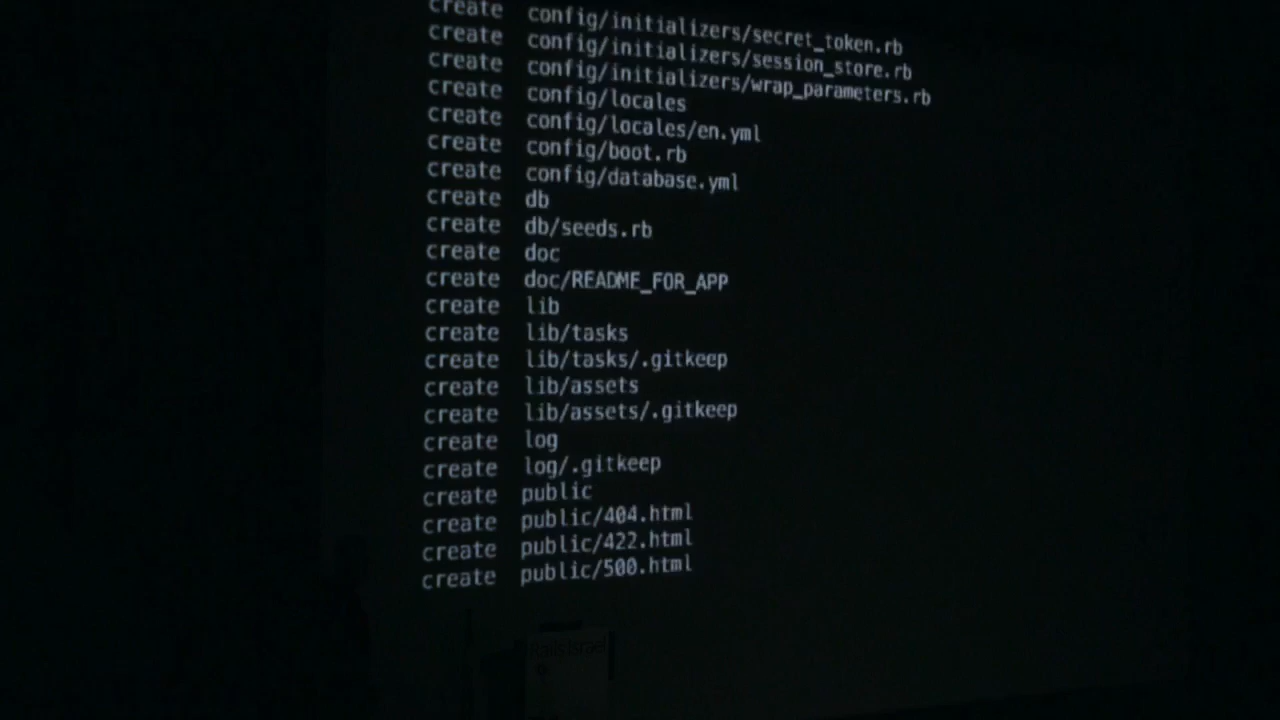 create config/initializers/secret_token.rb
create config/initializers/session_store.rb
create config/initializers/wrap_parameters.rb
create config/locales
create config/locales/en.yml
create config/boot.rb
create config/database.yml
create db
create db/seeds.rb
create doc
create doc/README_FOR_APP
create lib
create lib/tasks
create lib/tasks/.gitkeep
create lib/assets
create lib/assets/.gitkeep
create log
create log/.gitkeep
create public
create public/404.html
create public/422.html
create public/500.html